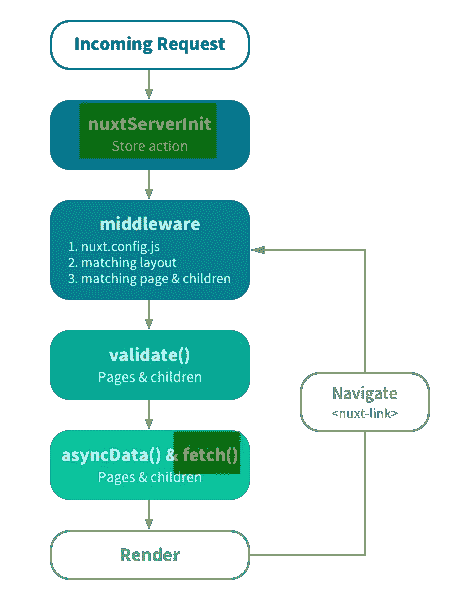 Incoming Request
nuxtServerInit
Store action
middleware
1. nuxt.config.js
2. matching layout
3. matching page & children
validate()
Pages & children
Navigate
<nuxt-link>
asyncData() & fetch()
Pages & children
Render